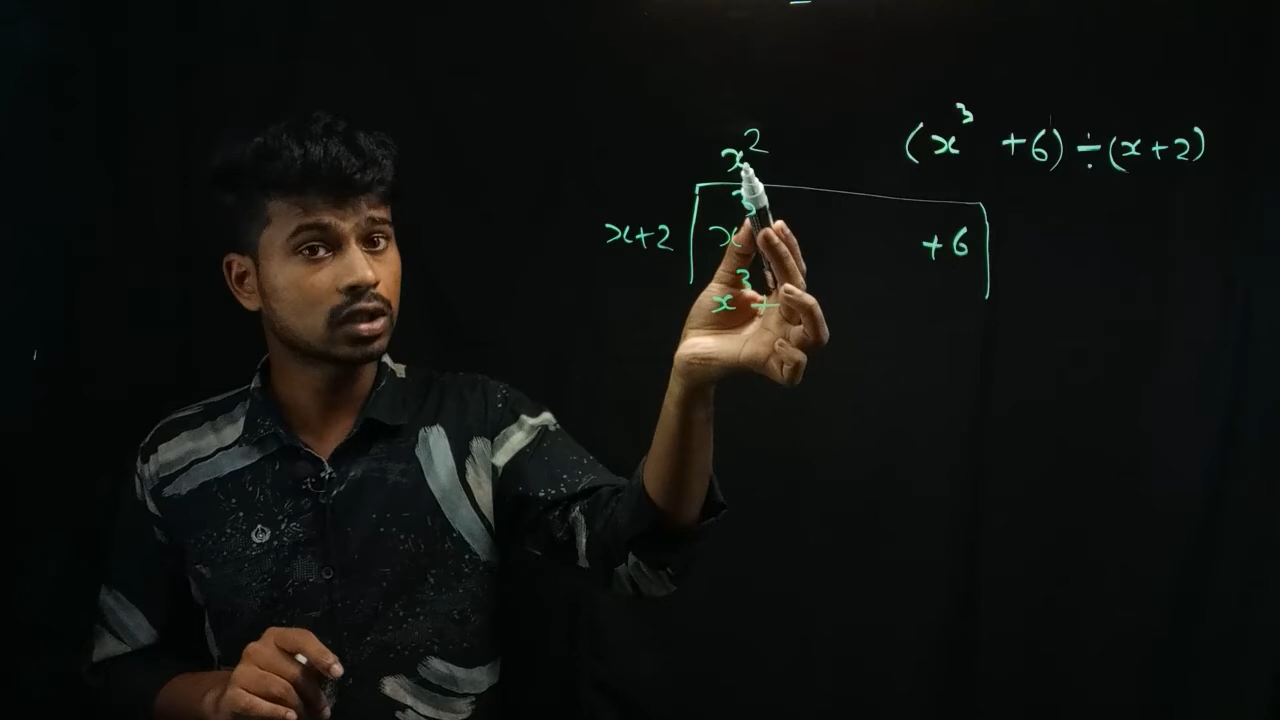 (x³ +6) ÷ (x+2)
x²
x+2 x³ +6
x³ +